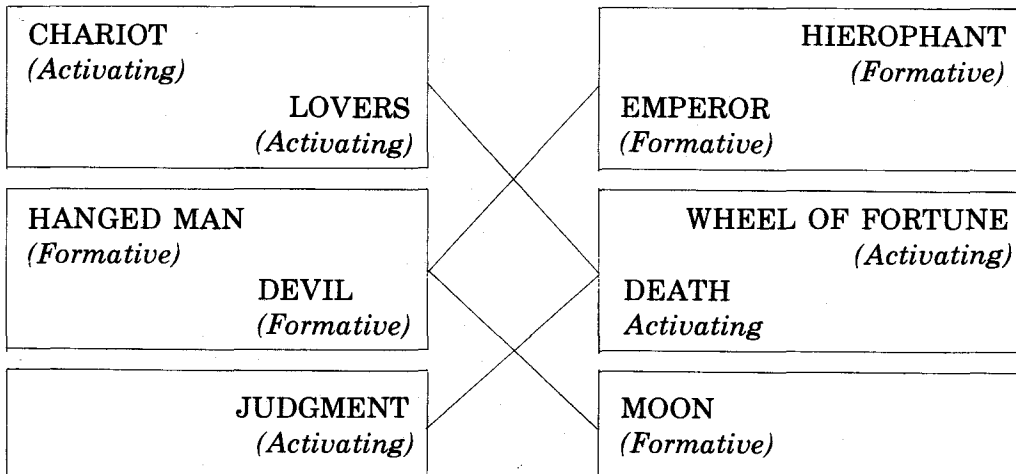 CHARIOT
(Activating)
LOVERS
(Activating)
HIEROPHANT
(Formative)
EMPEROR
(Formative)
HANGED MAN
(Formative)
DEVIL
(Formative)
WHEEL OF FORTUNE
(Activating)
DEATH
Activating
JUDGMENT
(Activating)
MOON
(Formative)